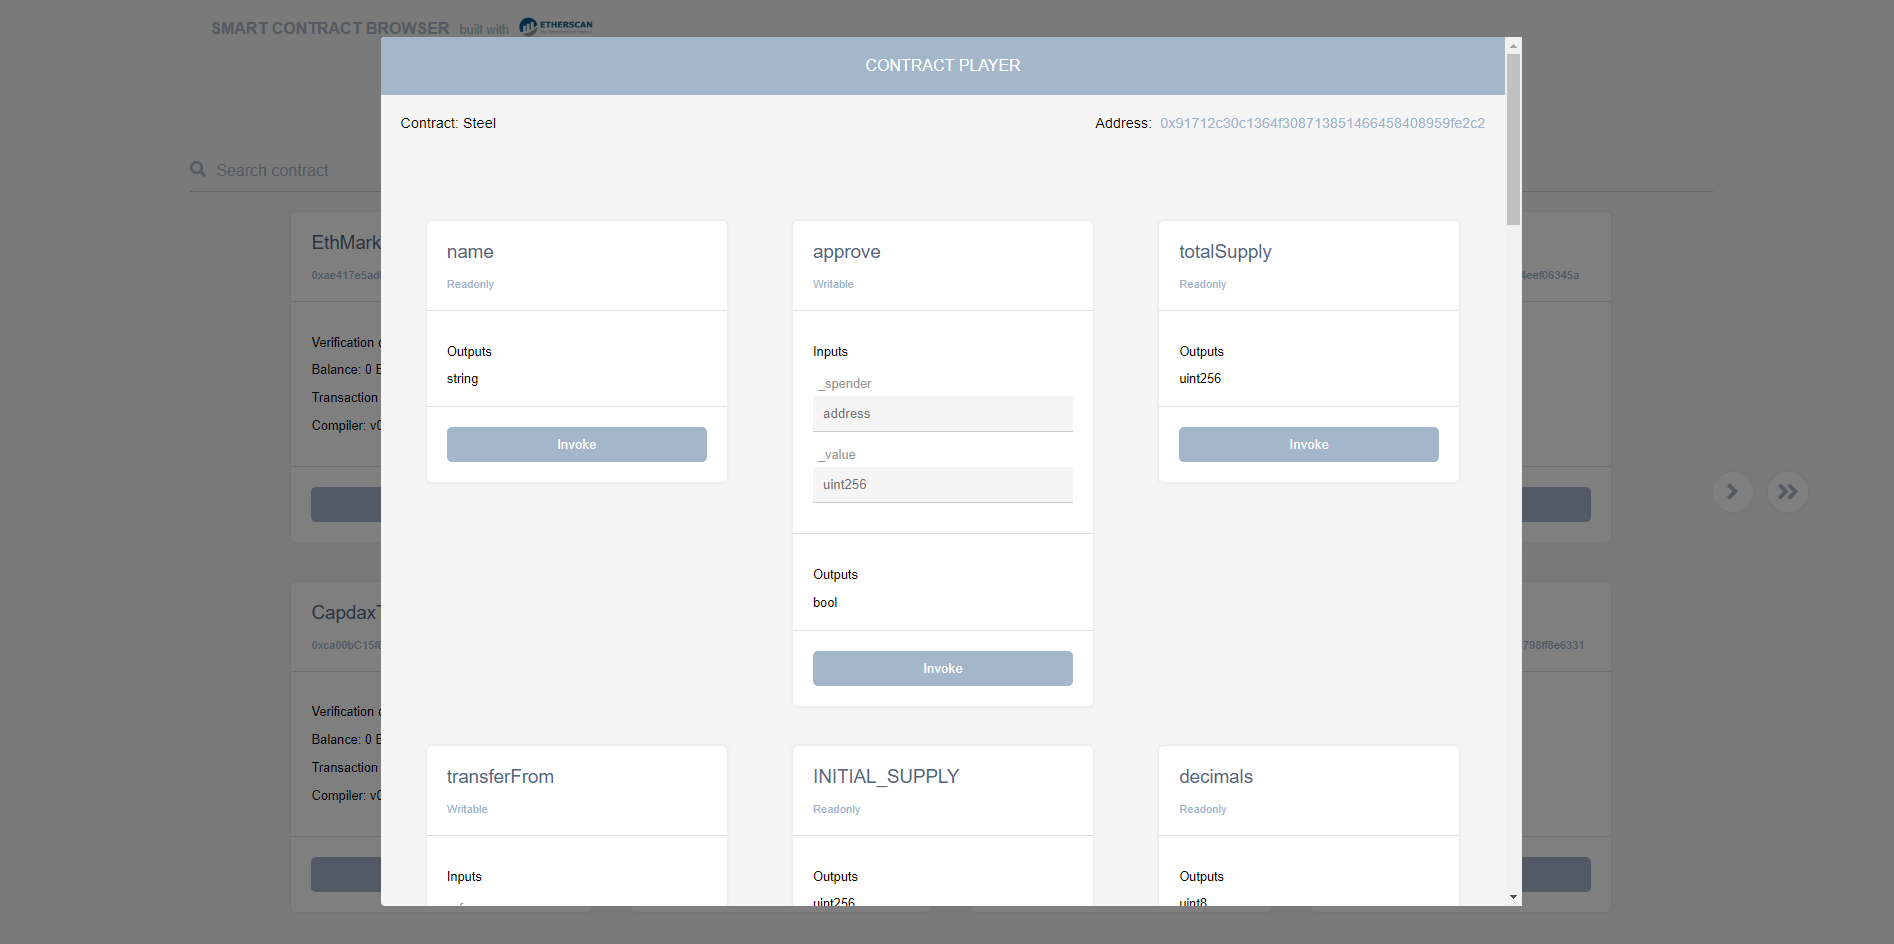 SMART CONTRACT BROWSER built with ETHERSCAN
CONTRACT PLAYER
Contract: Steel
Address: 0x91712c30c1364f308713851466458408959fe2c2
Search contract
name
Readonly
Outputs
string
Invoke
approve
Writable
Inputs
_spender
address
_value
uint256
Outputs
bool
Invoke
totalSupply
Readonly
Outputs
uint256
Invoke
transferFrom
Writable
Inputs
INITIAL_SUPPLY
Readonly
Outputs
uint256
decimals
Readonly
Outputs
uint8
EthMark
0xae417e5ad
Verification
Balance: 0
Transaction
Compiler: v0
4eef06345a
Capdax
0xca00bC15f
Verification
Balance: 0
Transaction
Compiler: v0
798ff8e6331